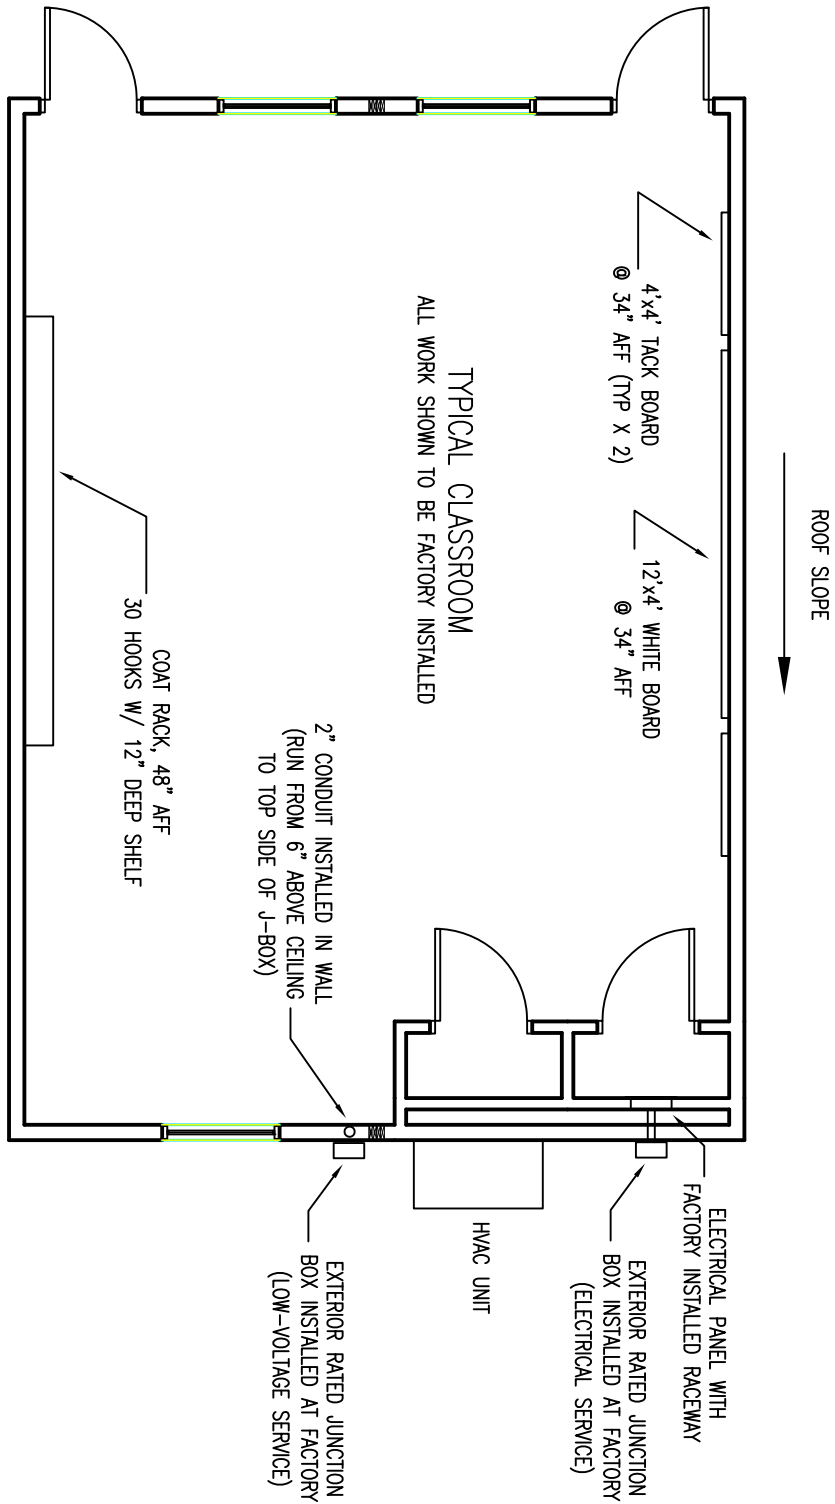 ROOF SLOPE
4'x4' TACK BOARD
@ 34" AFF (TYP X 2)
12'x4' WHITE BOARD
@ 34" AFF
TYPICAL CLASSROOM
ALL WORK SHOWN TO BE FACTORY INSTALLED
ELECTRICAL PANEL WITH
FACTORY INSTALLED RACEWAY
EXTERIOR RATED JUNCTION
BOX INSTALLED AT FACTORY
(ELECTRICAL SERVICE)
HVAC UNIT
2" CONDUIT INSTALLED IN WALL
(RUN FROM 6" ABOVE CEILING
TO TOP SIDE OF J-BOX)
EXTERIOR RATED JUNCTION
BOX INSTALLED AT FACTORY
(LOW-VOLTAGE SERVICE)
COAT RACK, 48" AFF
30 HOOKS W/ 12" DEEP SHELF